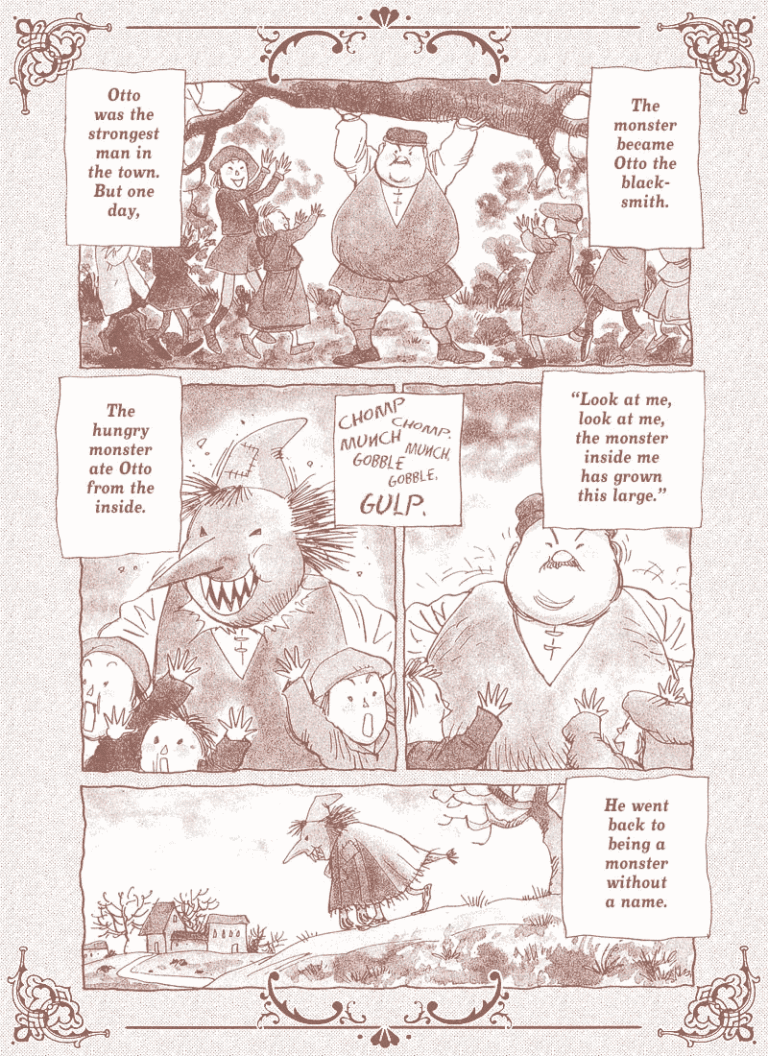 The
monster
became
Otto the
black-
smith.
Otto
was the
strongest
man in
the town.
But one
day,
"Look at me,
look at me,
the monster
inside me
has grown
this large."
CHOMP
CHOMP.
MUNCH
MUNCH.
GOBBLE
GOBBLE.
GULP.
The
hungry
monster
ate Otto
from the
inside.
He went
back to
being a
monster
without
a name.